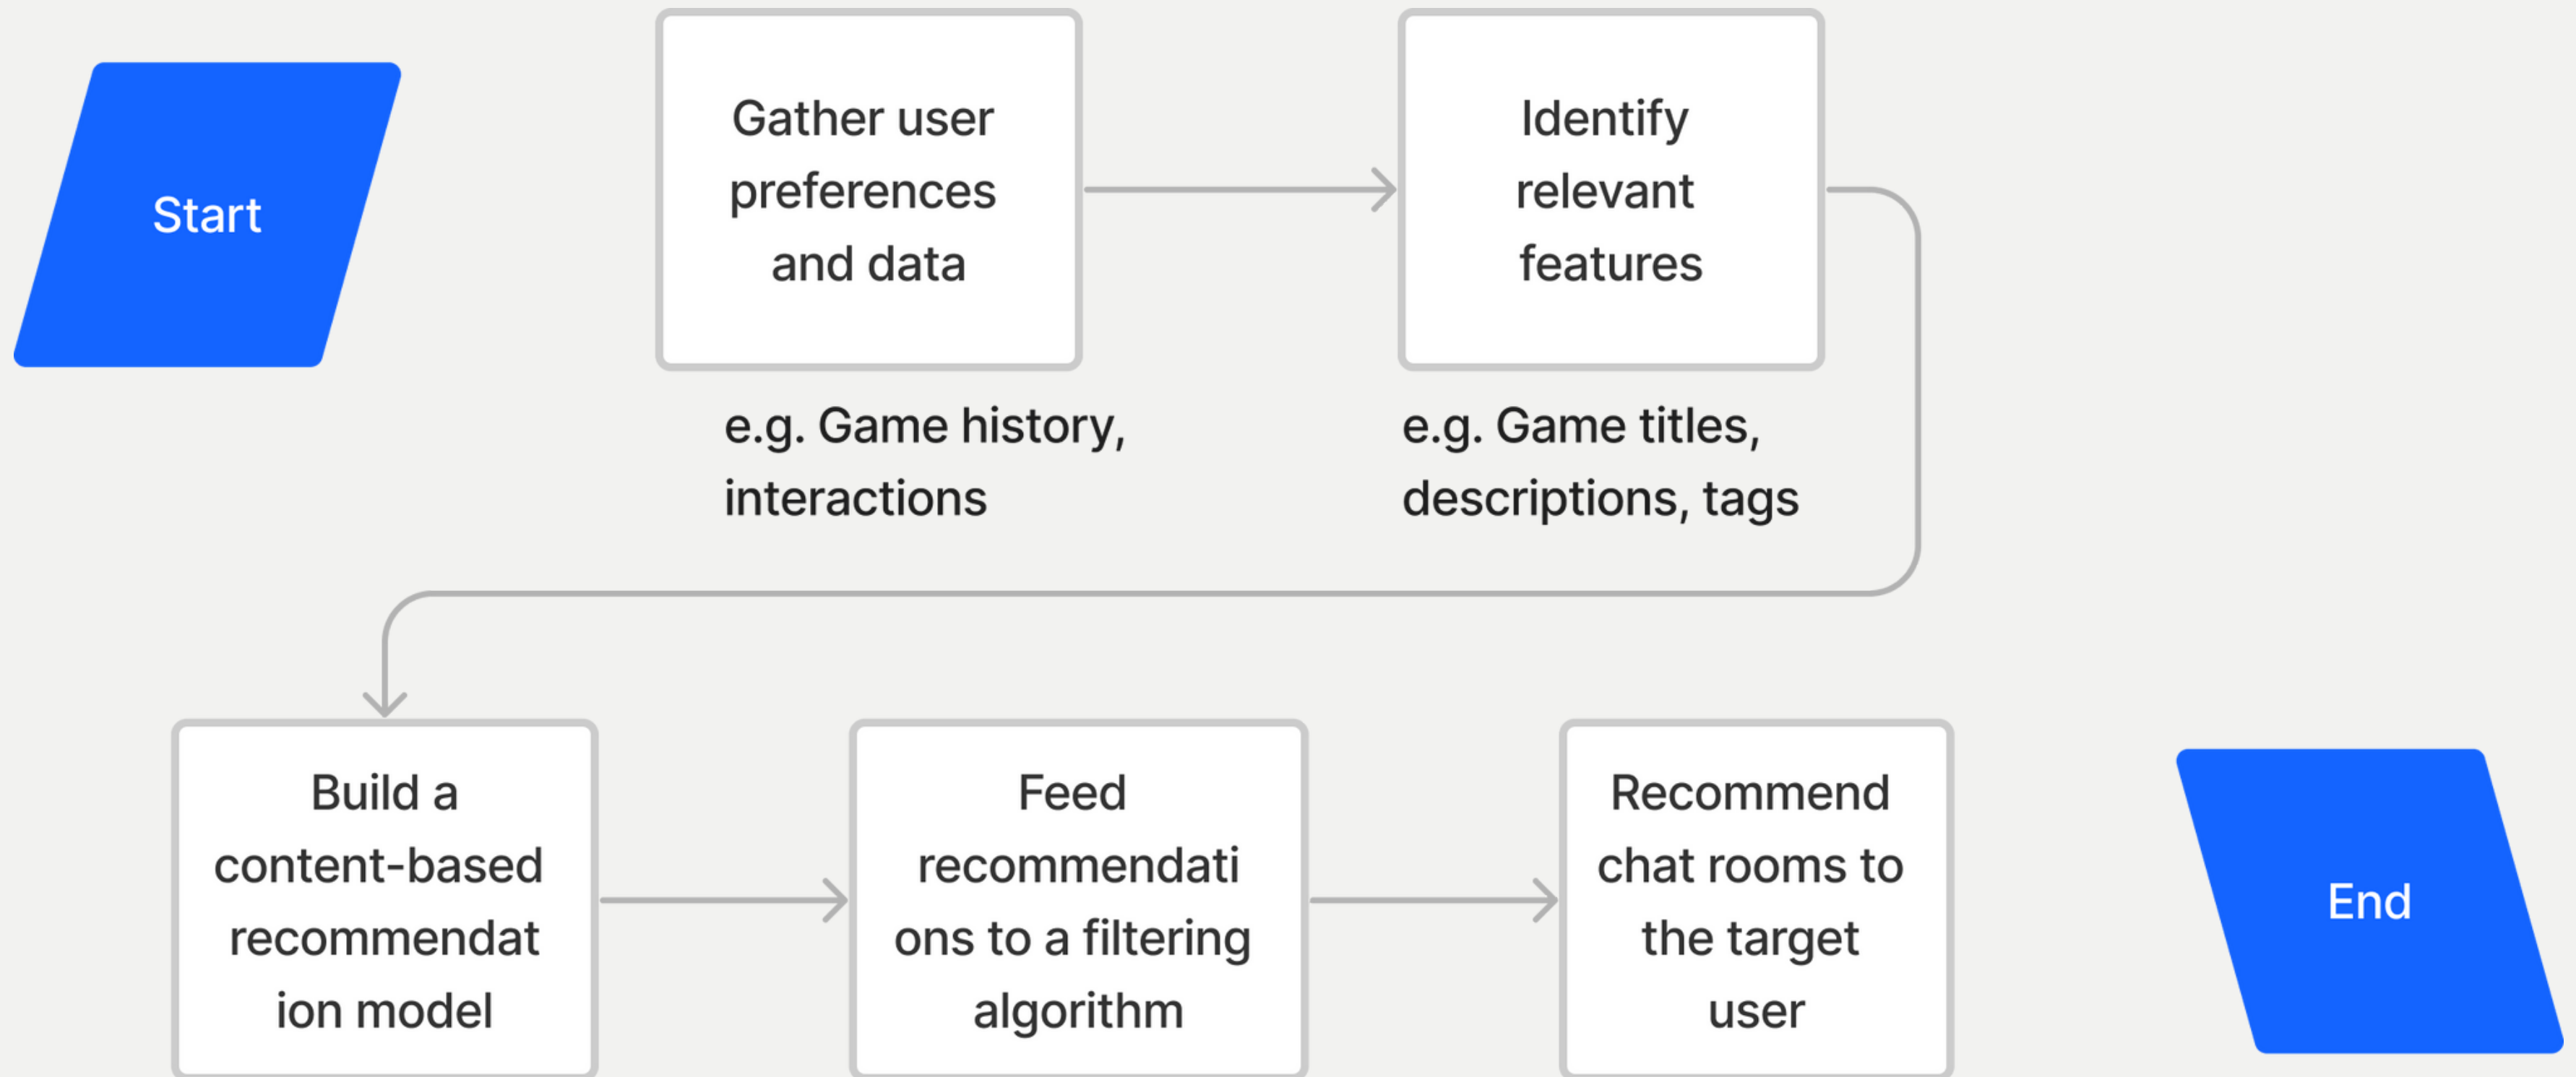 Start
Gather user
preferences
and data
Identify
relevant
features
e.g. Game history,
interactions
e.g. Game titles,
descriptions, tags
Build a
content-based
recommendat
ion model
Feed
recommendati
ons to a filtering
algorithm
Recommend
chat rooms to
the target
user
End